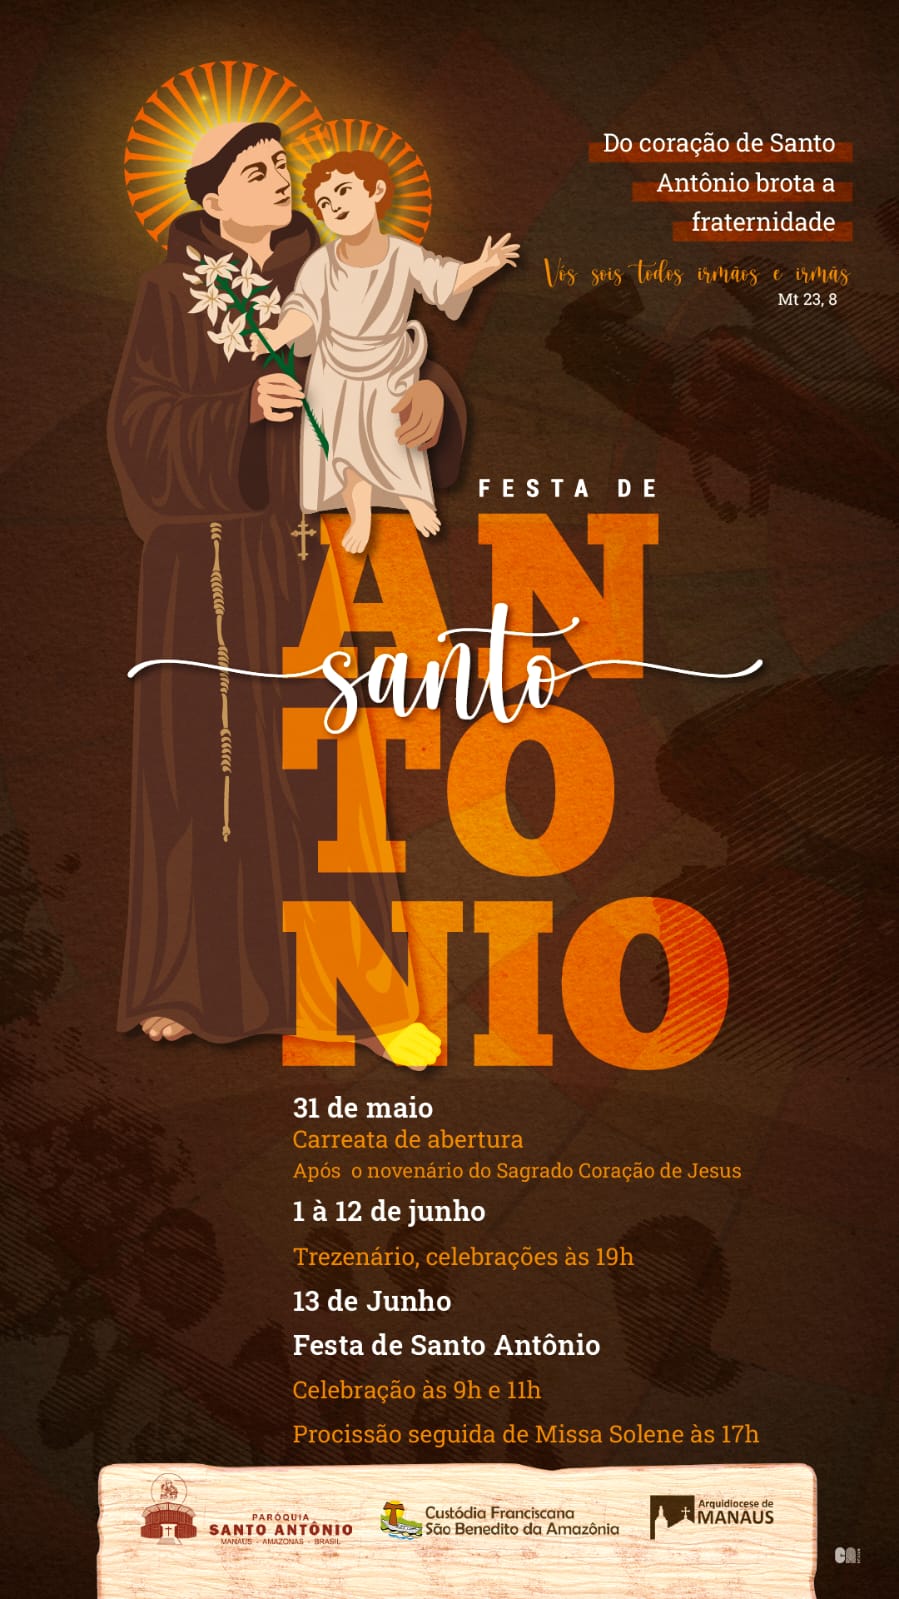 Do coração de Santo
Antônio brota a
fraternidade
Vós sois todos irmãos e irmãs
Mt 23, 8
FESTA DE
AN
santo
TO
NIO
31 de maio
Carreata de abertura
Após o novenário do Sagrado Coração de Jesus
1 à 12 de junho
Trezenário, celebrações às 19h
13 de Junho
Festa de Santo Antônio
Celebração às 9h e 11h
Procissão seguida de Missa Solene às 17h
PARÓQUIA
SANTO ANTÔNIO
MANAUS - AMAZONAS - BRASIL
Custódia Franciscana
São Benedito da Amazônia
Arquidiocese de
MANAUS